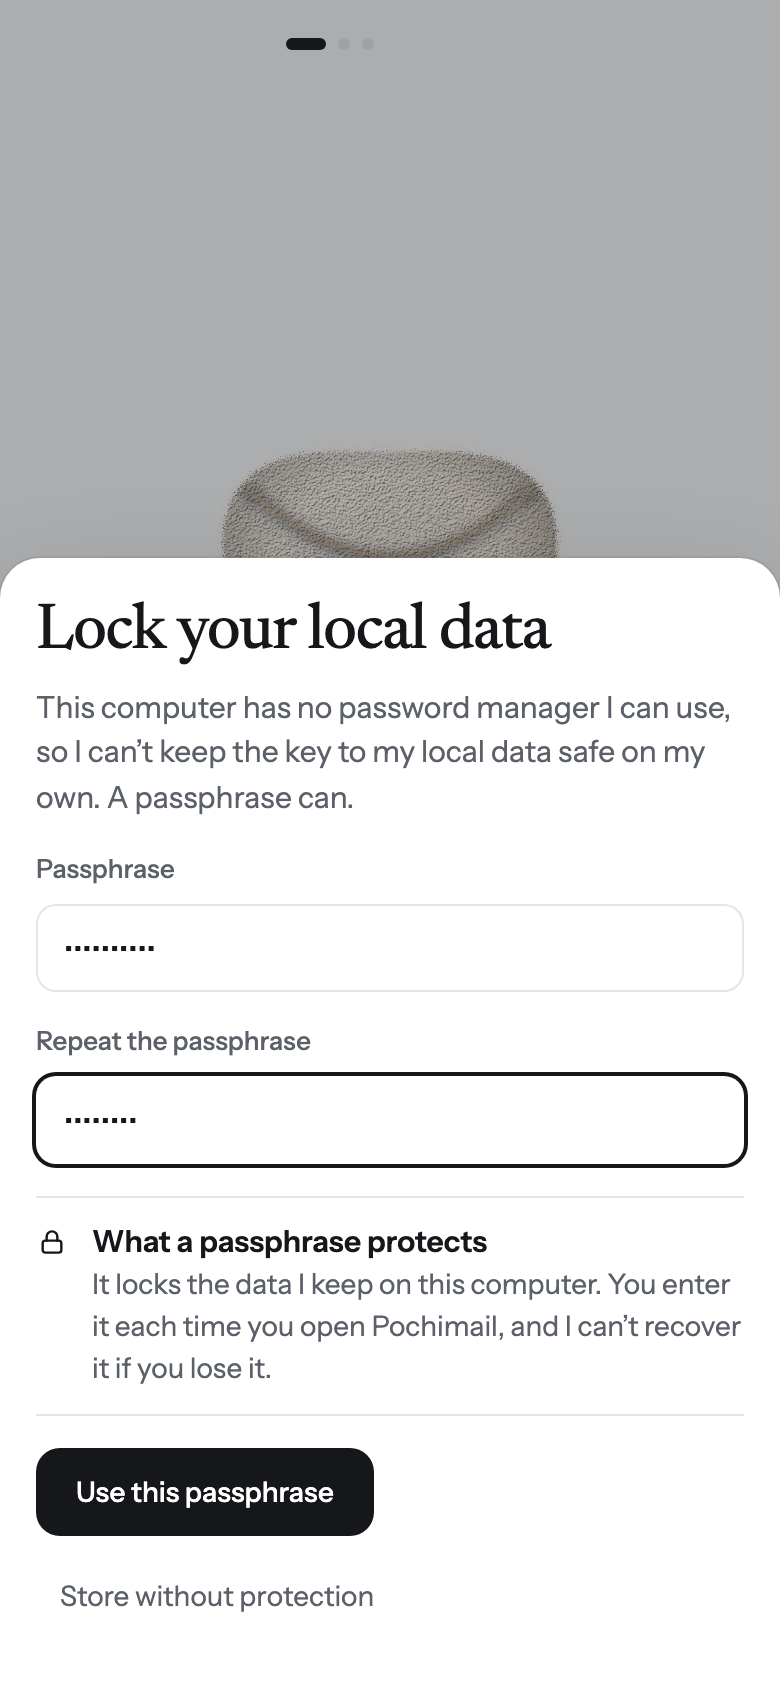 Lock your local data
This computer has no password manager I can use,
so I can’t keep the key to my local data safe on my
own. A passphrase can.
Passphrase
••••••••••
Repeat the passphrase
••••••••
What a passphrase protects
It locks the data I keep on this computer. You enter
it each time you open Pochimail, and I can’t recover
it if you lose it.
Use this passphrase
Store without protection